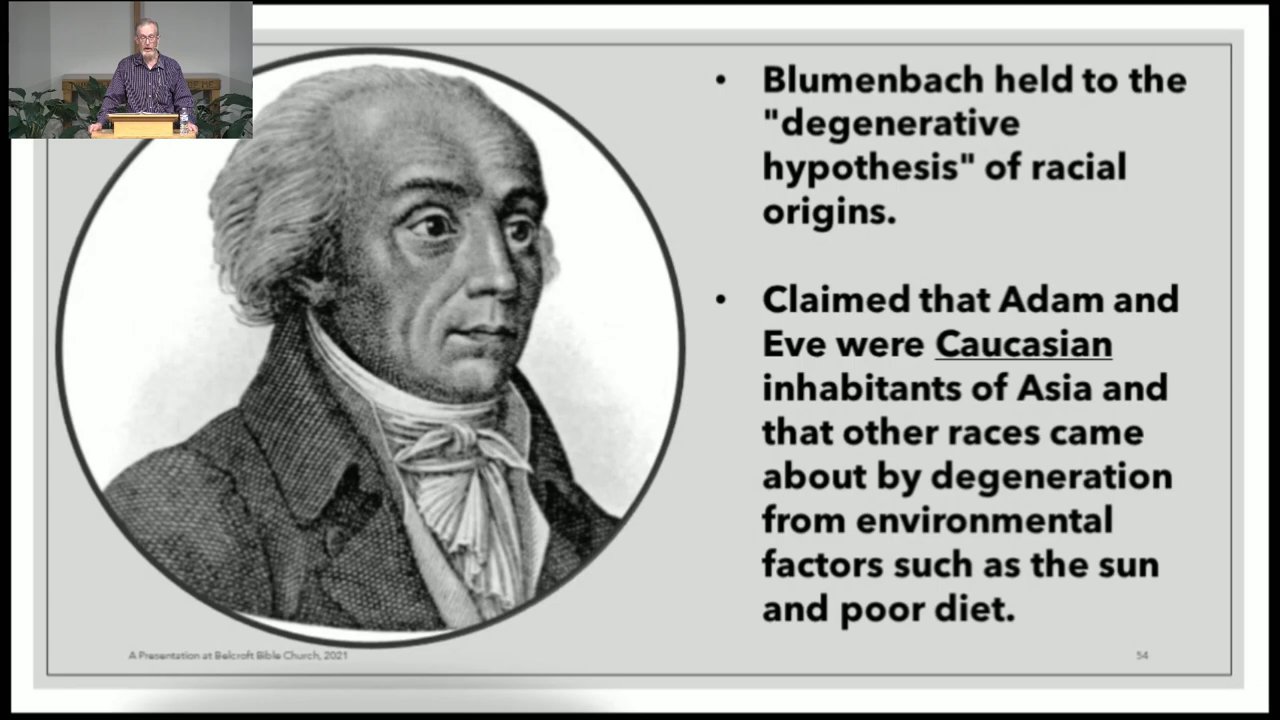 • Blumenbach held to the
"degenerative
hypothesis" of racial
origins.
• Claimed that Adam and
Eve were Caucasian
inhabitants of Asia and
that other races came
about by degeneration
from environmental
factors such as the sun
and poor diet.
A Presentation at Belcroft Bible Church, 2021
54